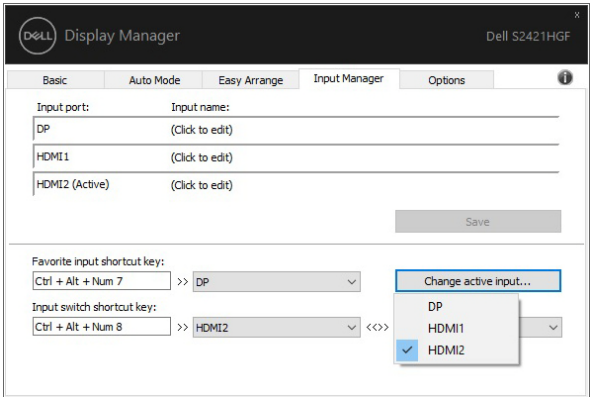 DELL Display Manager
x
Dell S2421HGF
Basic Auto Mode Easy Arrange Input Manager Options
Input port: Input name:
DP (Click to edit)
HDMI1 (Click to edit)
HDMI2 (Active) (Click to edit)
Save
Favorite input shortcut key:
Ctrl + Alt + Num 7 >> DP
Change active input...
Input switch shortcut key:
Ctrl + Alt + Num 8 >> HDMI2 <<>>
DP
HDMI1
HDMI2